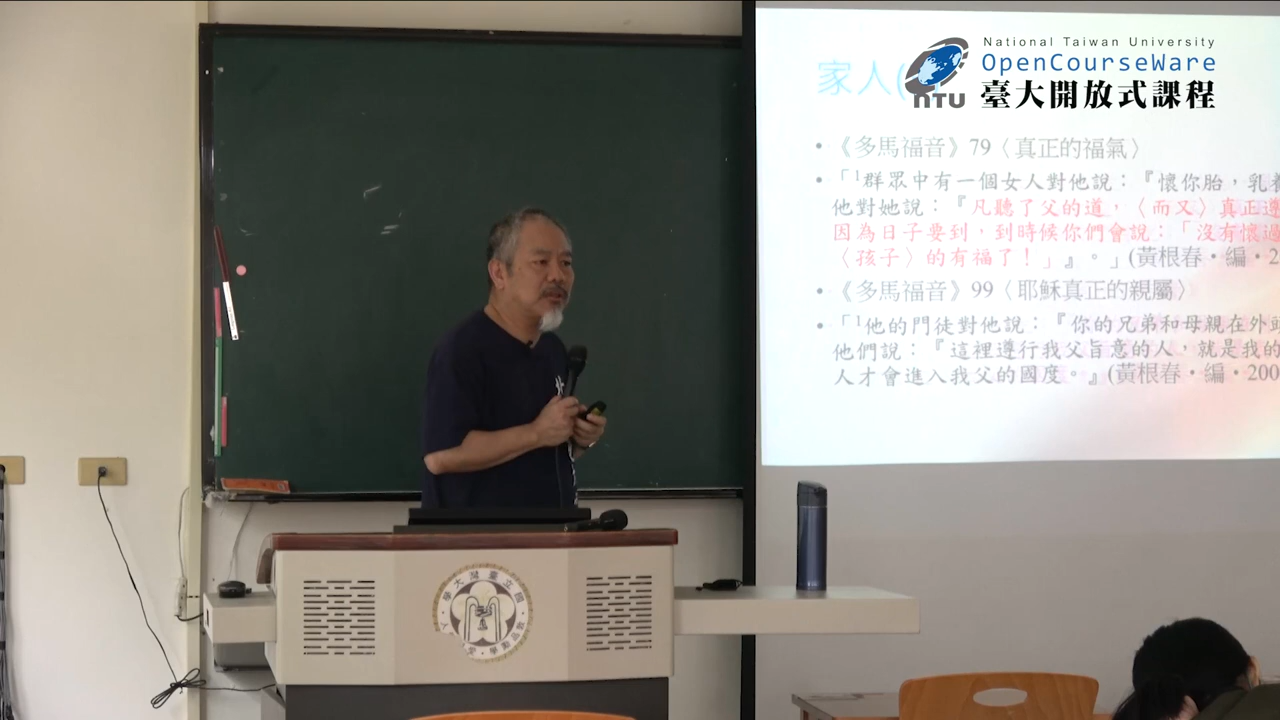 National Taiwan University
OpenCourseWare
臺大開放式課程
NTU
家人(
• 《多馬福音》79〈真正的福氣〉
• 「1群眾中有一個女人對他說：『懷你胎，乳
他對她說：『凡聽了父的道，〈而又〉真正遵
因為日子要到，到時候你們會說：「沒有懷過
〈孩子〉的有福了！」』。」(黃根春·編·2
• 《多馬福音》99〈耶穌真正的親屬〉
• 「1他的門徒對他說：『你的兄弟和母親在外
他們說：『這裡遵行我父旨意的人，就是我的
人才會進入我父的國度。』(黃根春·編·200
國立臺灣大學